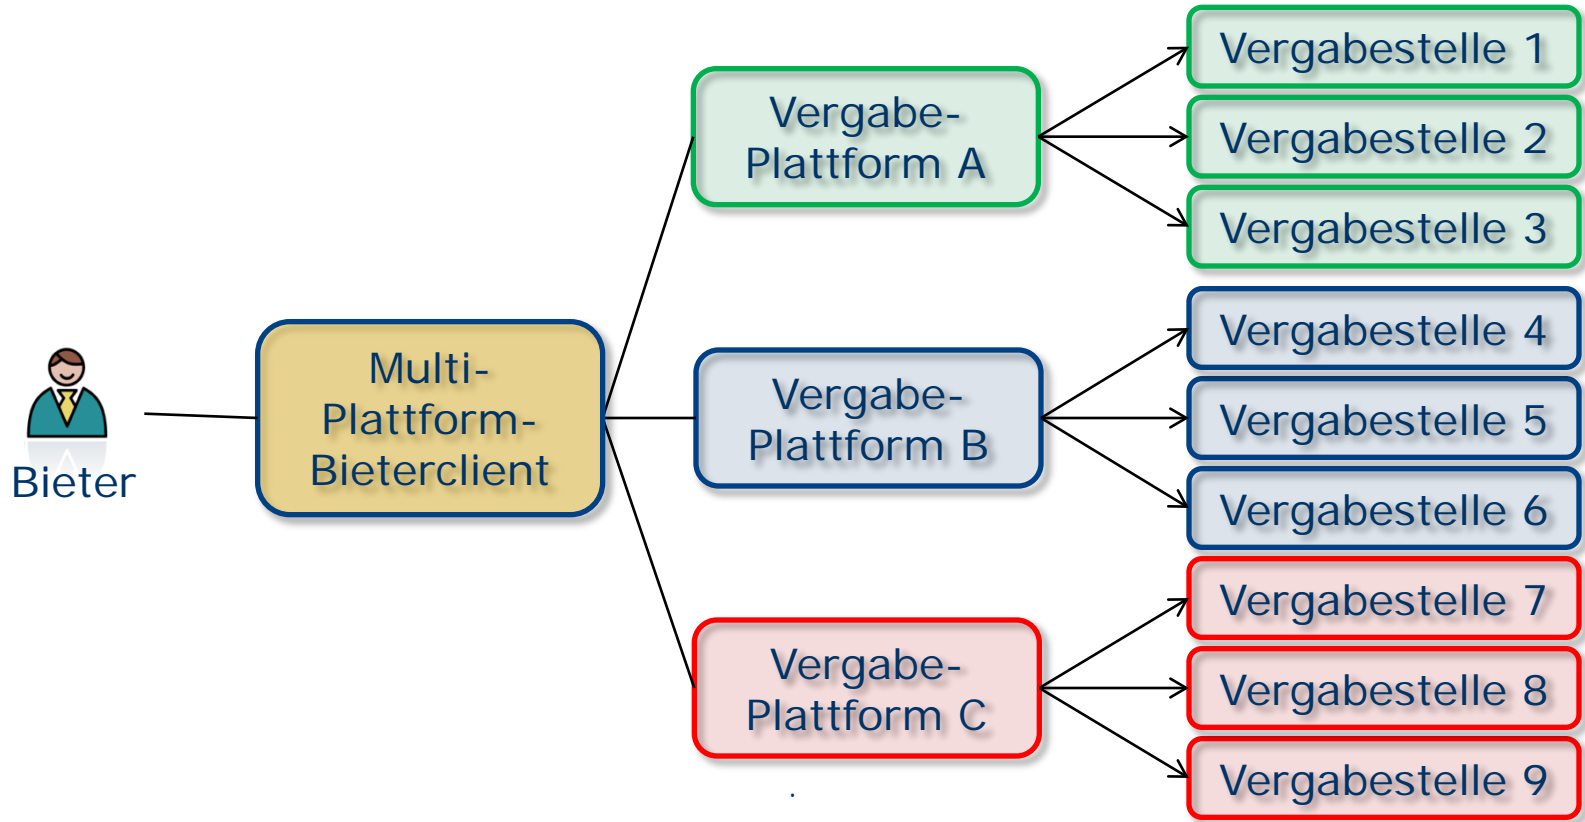 Bieter
Multi-
Plattform-
Bieterclient
Vergabe-
Plattform A
Vergabestelle 1
Vergabestelle 2
Vergabestelle 3
Vergabe-
Plattform B
Vergabestelle 4
Vergabestelle 5
Vergabestelle 6
Vergabe-
Plattform C
Vergabestelle 7
Vergabestelle 8
Vergabestelle 9
.